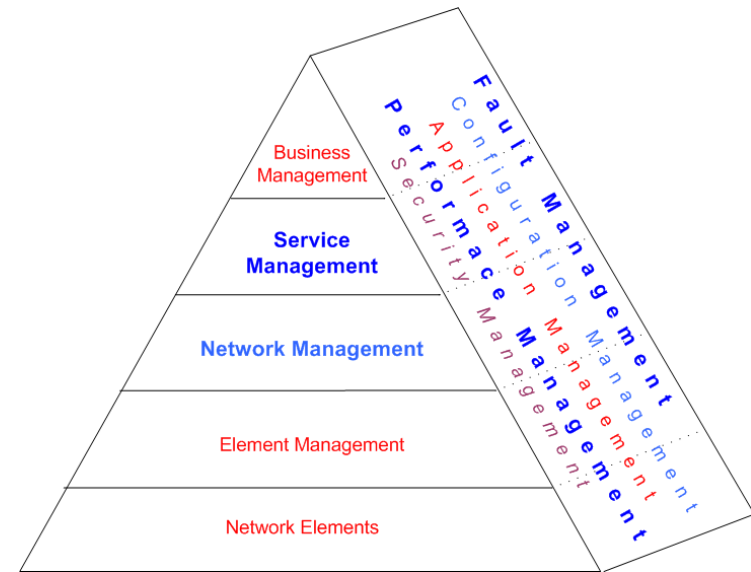 Business
Management
Service
Management
Network Management
Element Management
Network Elements
Fault Management
Configuration Management
Application Management
Performace Management
Security Management